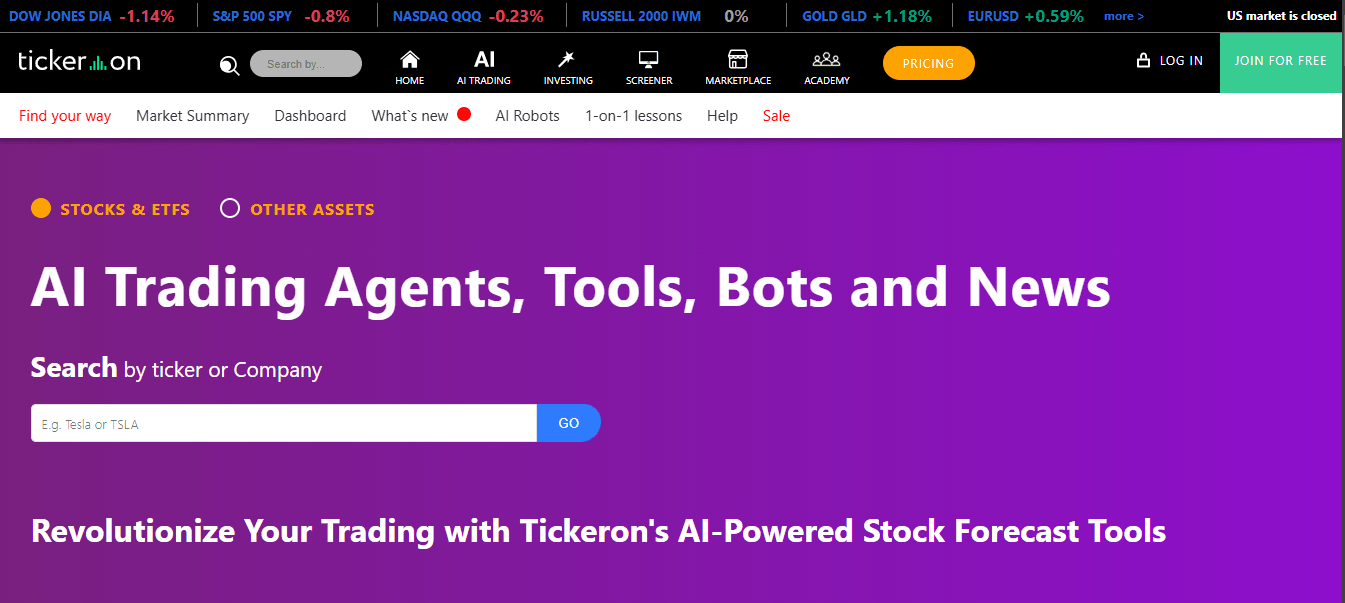 DOW JONES DIA -1.14% S&P 500 SPY -0.8% NASDAQ QQQ -0.23% RUSSELL 2000 IWM 0% GOLD GLD +1.18% EURUSD +0.59% more > US market is closed
tickeron Search by... HOME AI AI TRADING INVESTING SCREENER MARKETPLACE ACADEMY PRICING LOG IN JOIN FOR FREE
Find your way Market Summary Dashboard What`s new AI Robots 1-on-1 lessons Help Sale
STOCKS & ETFS OTHER ASSETS
AI Trading Agents, Tools, Bots and News
Search by ticker or Company
E.g. Tesla or TSLA GO
Revolutionize Your Trading with Tickeron's AI-Powered Stock Forecast Tools